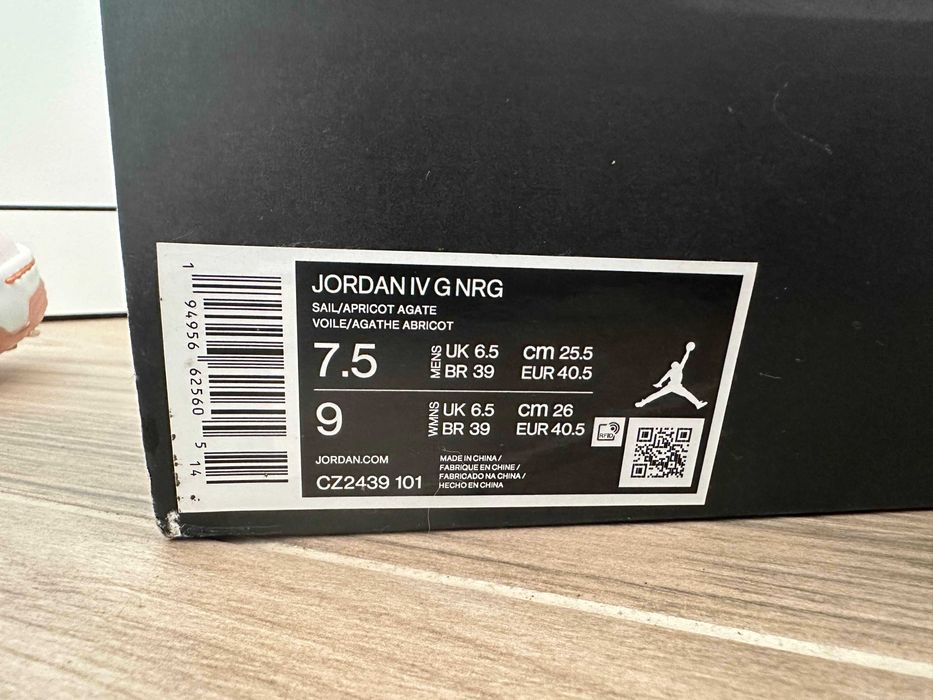 1 94956 62560 5 14
JORDAN IV G NRG
SAIL/APRICOT AGATE
VOILE/AGATHE ABRICOT
7.5 MENS UK 6.5 cm 25.5
BR 39 EUR 40.5
9 WMNS UK 6.5 cm 26
BR 39 EUR 40.5
RFID
JORDAN.COM
CZ2439 101
MADE IN CHINA /
FABRIQUE EN CHINE /
FABRICADO NA CHINA /
HECHO EN CHINA